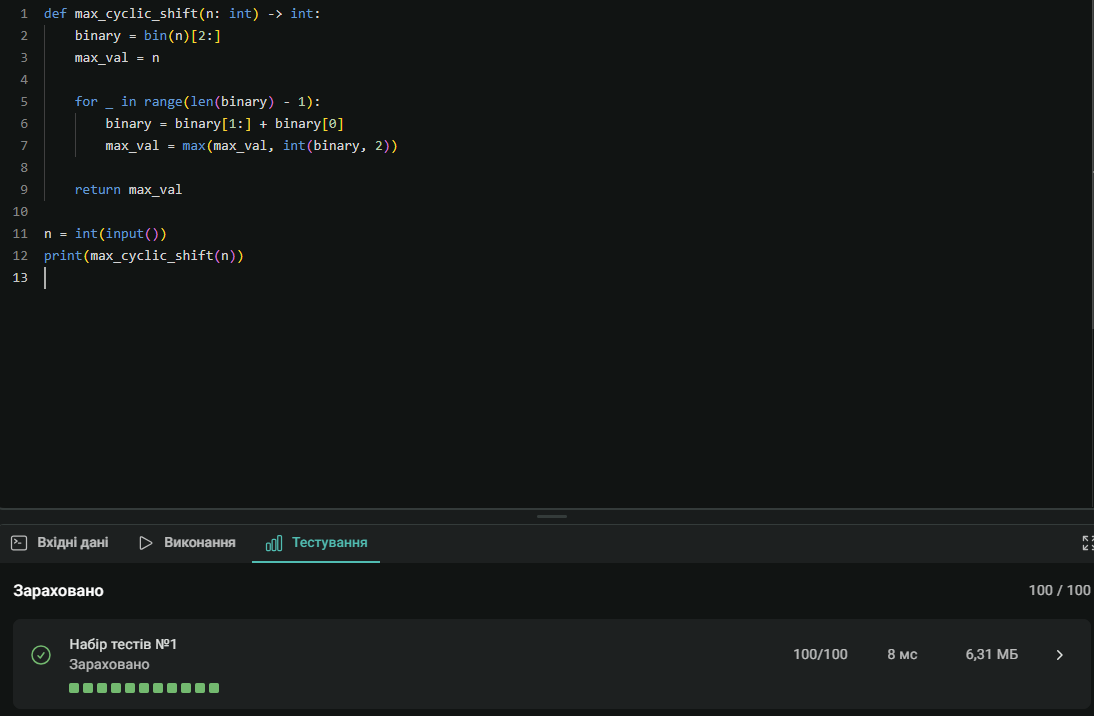 1 def max_cyclic_shift(n: int) -> int:
2     binary = bin(n)[2:]
3     max_val = n
4
5     for _ in range(len(binary) - 1):
6         binary = binary[1:] + binary[0]
7         max_val = max(max_val, int(binary, 2))
8
9     return max_val
10
11 n = int(input())
12 print(max_cyclic_shift(n))
13
Вхідні дані Виконання Тестування
Зараховано 100 / 100
Набір тестів №1
Зараховано
100/100 8 мс 6,31 МБ